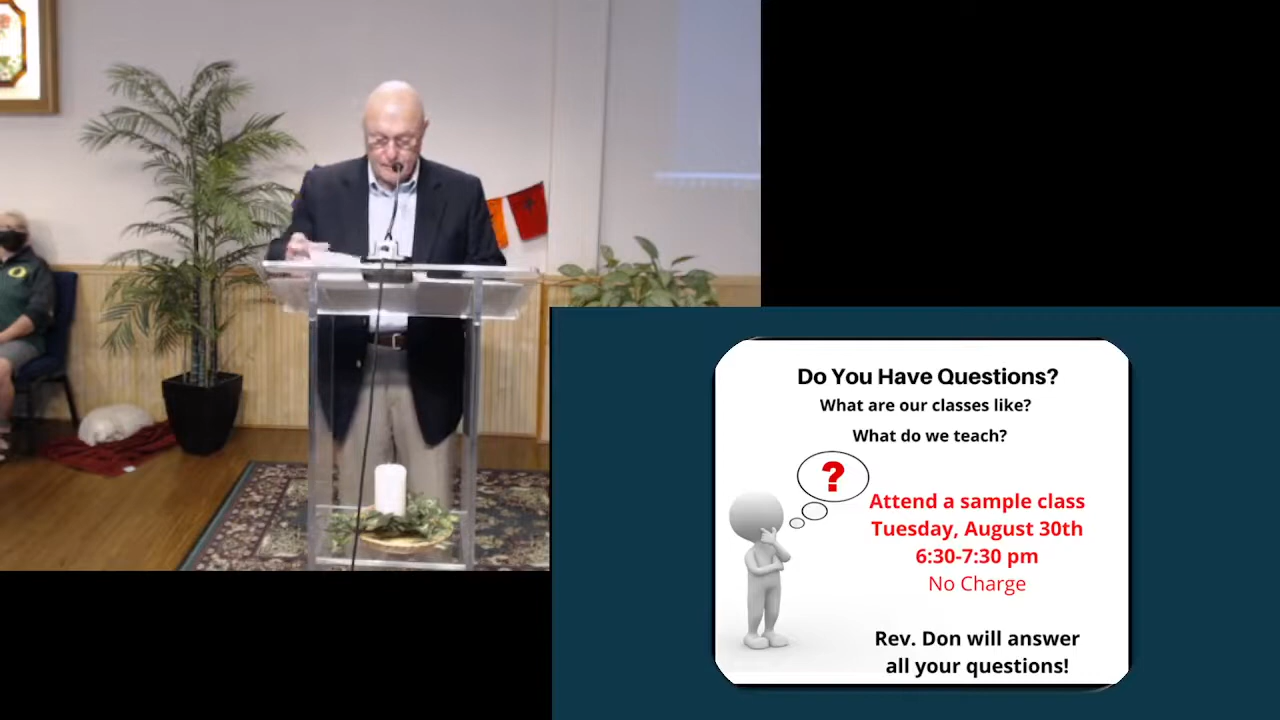 Do You Have Questions?
What are our classes like?
What do we teach?
?
Attend a sample class
Tuesday, August 30th
6:30-7:30 pm
No Charge
Rev. Don will answer
all your questions!
O